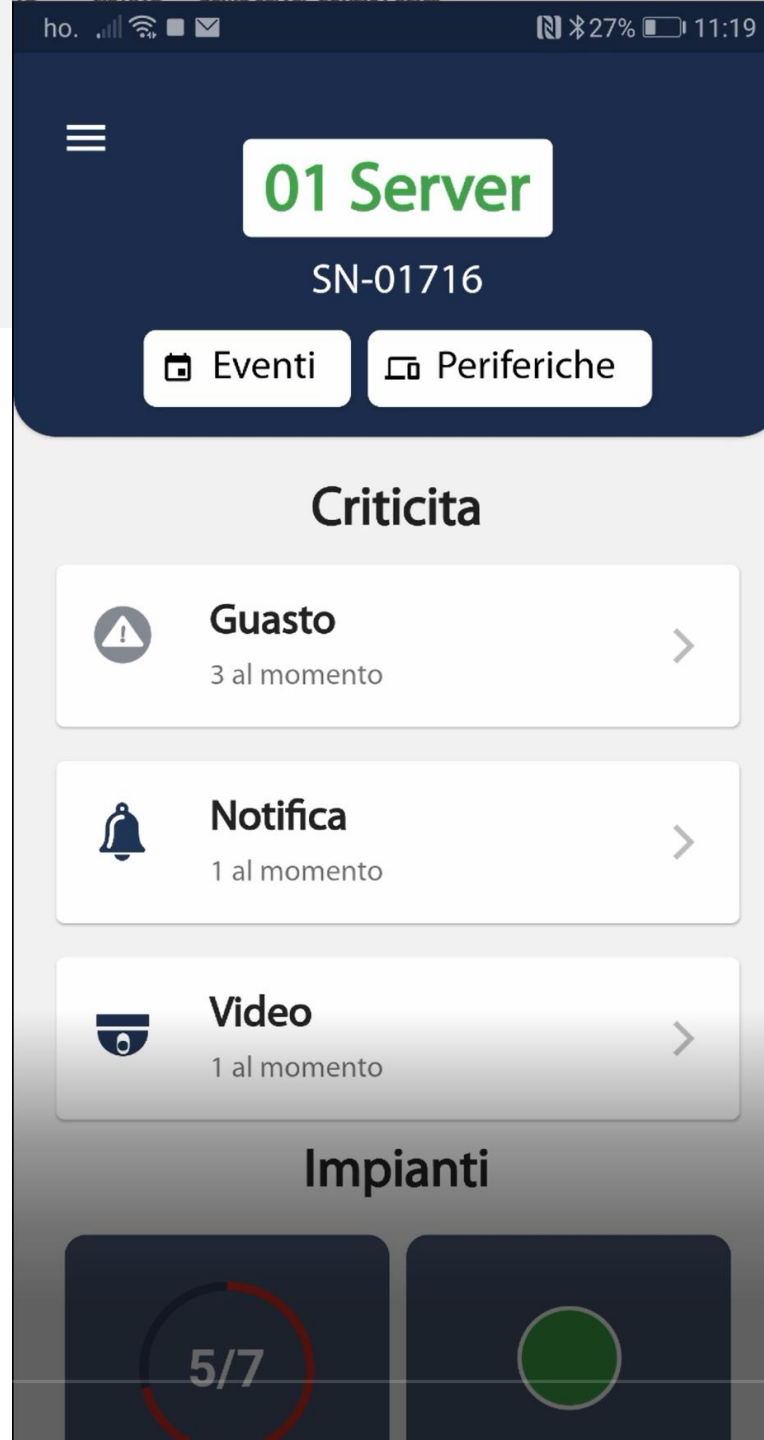 ho. 27% 11:19
01 Server
SN-01716
Eventi Periferiche
Criticita
Guasto
3 al momento
Notifica
1 al momento
Video
1 al momento
Impianti
5/7